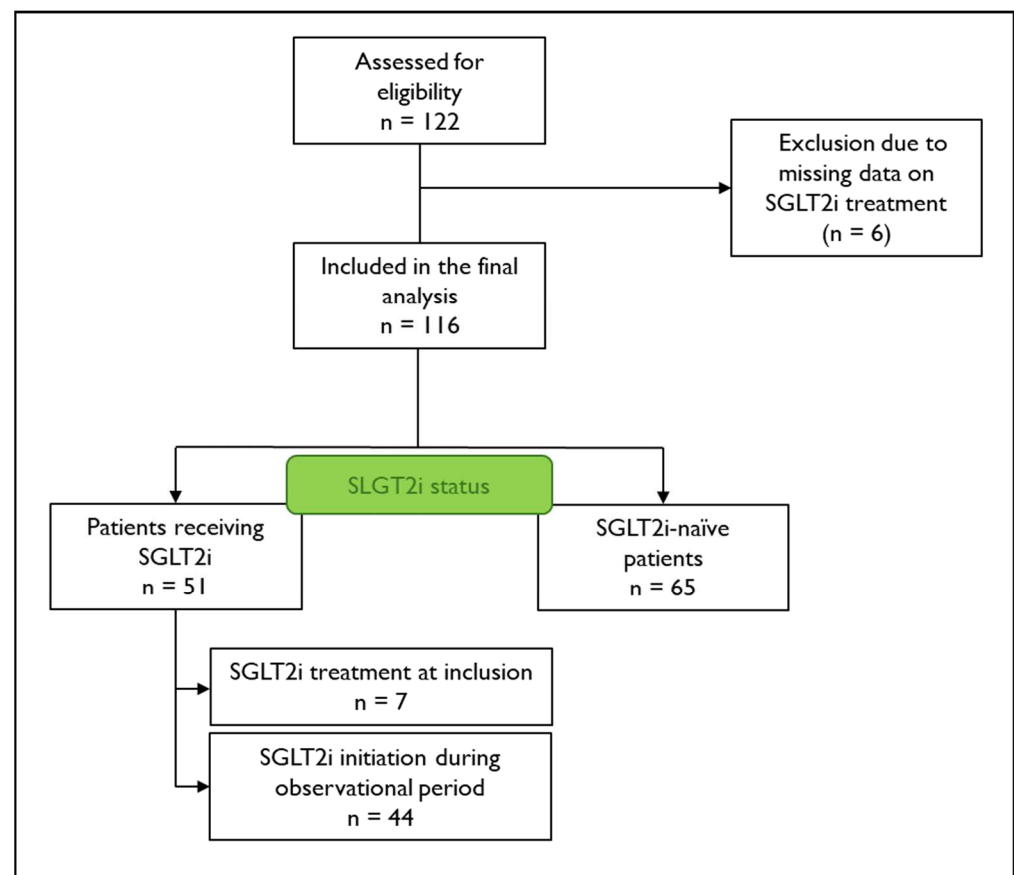 Assessed for
eligibility
n = 122
Exclusion due to
missing data on
SGLT2i treatment
(n = 6)
Included in the final
analysis
n = 116
SLGT2i status
Patients receiving
SGLT2i
n = 51
SGLT2i-naïve
patients
n = 65
SGLT2i treatment at inclusion
n = 7
SGLT2i initiation during
observational period
n = 44